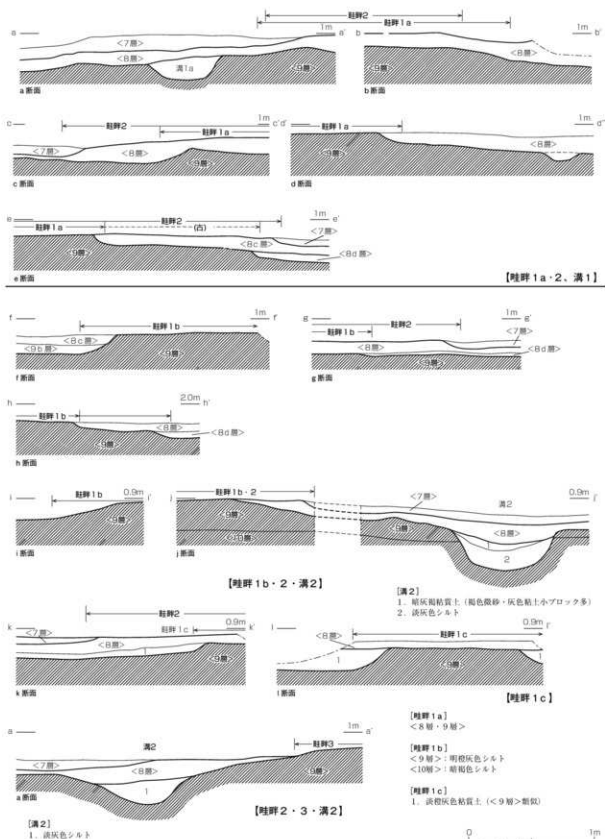 畦畔2
畦畔1a
a
1m
a'
b
b'
<7層>
<8層>
溝1a
<9層>
a断面
<8層>
<9層>
b断面
c
畦畔2
1m
c'
畦畔1a
<7層>
<8層>
<9層>
c断面
d'
畦畔1a
1m
d''
<8層>
<9層>
d断面
e
畦畔2
1m
e'
畦畔1a
(古)
<7層>
<8c層>
<8d層>
<9層>
e断面
【畦畔1a・2、溝1】
f
畦畔1b
1m
f'
<8c層>
<9b層>
<9層>
f断面
g
畦畔2
1m
g'
畦畔1b
<7層>
<8層>
<8d層>
<9層>
g断面
h
畦畔1b
2.0m
h'
<8層>
<8d層>
<9層>
h断面
i
畦畔1b
0.9m
i'
<9層>
i断面
j
畦畔1b・2
0.9m
j'
<7層>
溝2
<9層>
<9層>
<8層>
1
2
j断面
【畦畔1b・2・溝2】
[溝2]
1. 暗灰褐粘質土（褐色微砂・灰色粘土小ブロック多）
2. 淡灰色シルト
k
畦畔2
0.9m
k'
畦畔1c
<7層>
<8層>
1
<9層>
k断面
l
畦畔1c
0.9m
l'
<8層>
1
<9層>
1
l断面
【畦畔1c】
a
溝2
畦畔3
1m
a'
<7層>
<8層>
1
<9層>
a断面
【畦畔2・3・溝2】
[溝2]
1. 淡灰色シルト
[畦畔1a]
<8層・9層>
[畦畔1b]
<9層>：明橙灰色シルト
<10層>：暗褐色シルト
[畦畔1c]
1. 淡橙灰色粘質土（<9層>類似）
0
1m